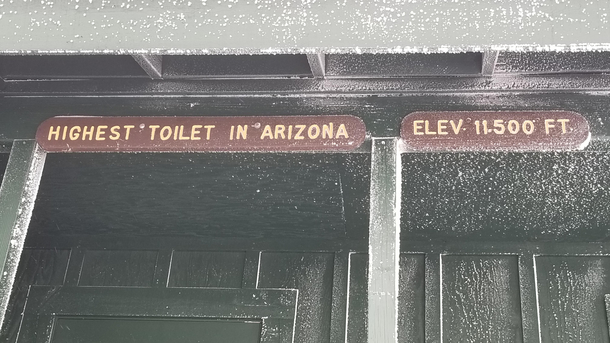 HIGHEST TOILET IN ARIZONA
ELEV. 11,500 FT.